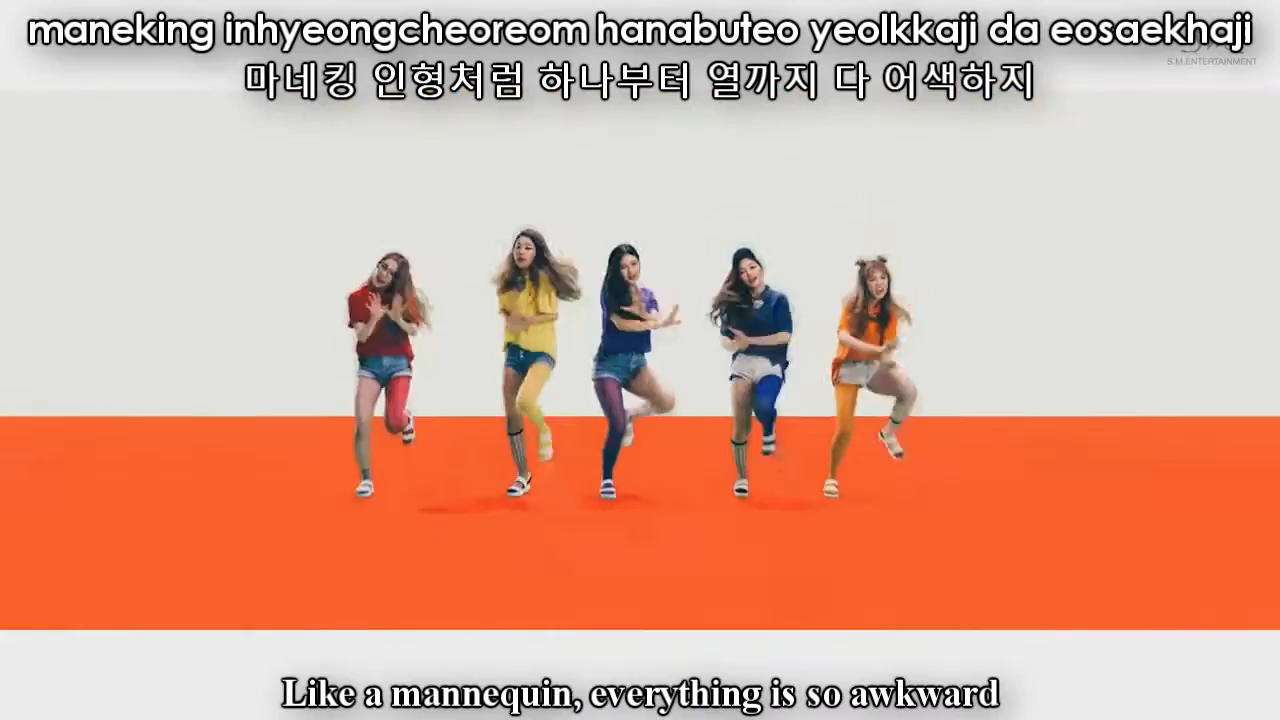 maneking inhyeongcheoreom hanabuteo yeolkkaji da eosaekhaji
마네킹 인형처럼 하나부터 열까지 다 어색하지
S.M.ENTERTAINMENT
Like a mannequin, everything is so awkward